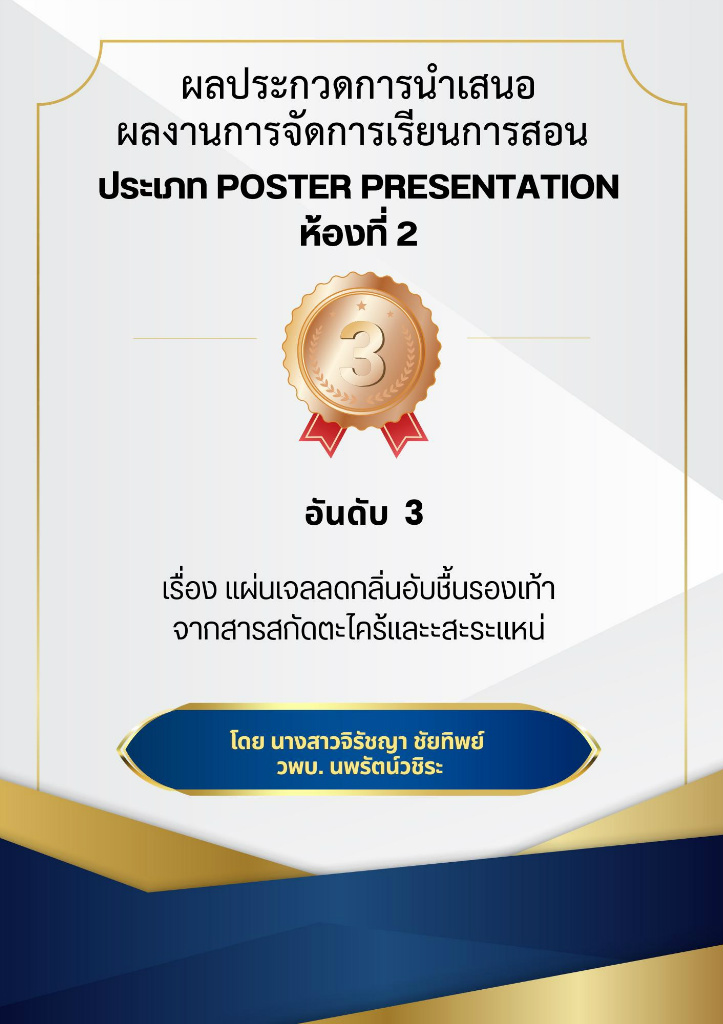 ผลประกวดการนำเสนอ
ผลงานการจัดการเรียนการสอน
ประเภท POSTER PRESENTATION
ห้องที่ 2
3
อันดับ 3
เรื่อง แผ่นเจลลดกลิ่นอับชื้นรองเท้า
จากสารสกัดตะไคร้และะสะระแหน่
โดย นางสาวจิรัชญา ชัยทิพย์
วพบ. นพรัตน์วชิระ